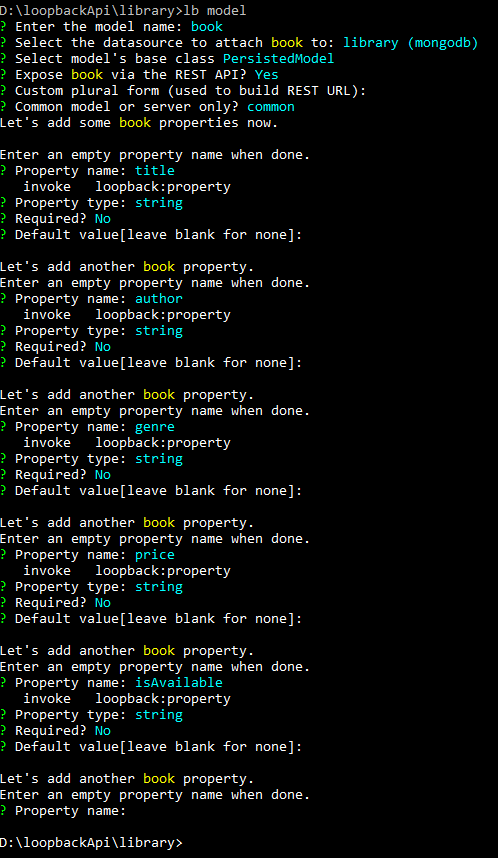 D:\loopbackApi\library>lb model
? Enter the model name: book
? Select the datasource to attach book to: library (mongodb)
? Select model's base class PersistedModel
? Expose book via the REST API? Yes
? Custom plural form (used to build REST URL):
? Common model or server only? common
Let's add some book properties now.

Enter an empty property name when done.
? Property name: title
   invoke   loopback:property
? Property type: string
? Required? No
? Default value[leave blank for none]:

Let's add another book property.
Enter an empty property name when done.
? Property name: author
   invoke   loopback:property
? Property type: string
? Required? No
? Default value[leave blank for none]:

Let's add another book property.
Enter an empty property name when done.
? Property name: genre
   invoke   loopback:property
? Property type: string
? Required? No
? Default value[leave blank for none]:

Let's add another book property.
Enter an empty property name when done.
? Property name: price
   invoke   loopback:property
? Property type: string
? Required? No
? Default value[leave blank for none]:

Let's add another book property.
Enter an empty property name when done.
? Property name: isAvailable
   invoke   loopback:property
? Property type: string
? Required? No
? Default value[leave blank for none]:

Let's add another book property.
Enter an empty property name when done.
? Property name:

D:\loopbackApi\library>